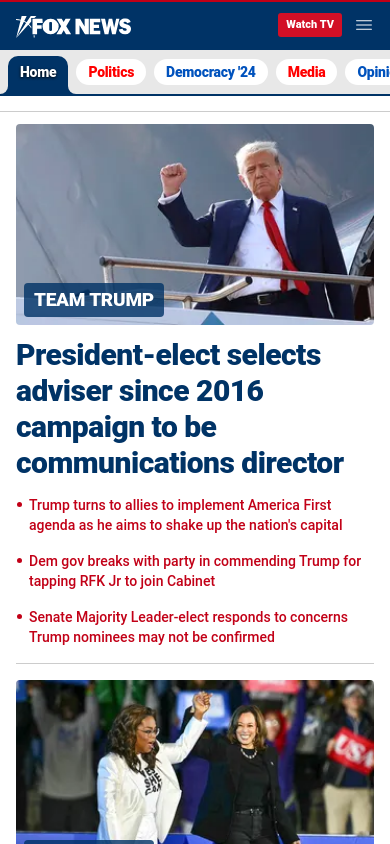 FOX NEWS
Watch TV
Home
Politics
Democracy '24
Media
Opini
TEAM TRUMP
President-elect selects
adviser since 2016
campaign to be
communications director
• Trump turns to allies to implement America First
agenda as he aims to shake up the nation's capital
• Dem gov breaks with party in commending Trump for
tapping RFK Jr to join Cabinet
• Senate Majority Leader-elect responds to concerns
Trump nominees may not be confirmed
USA